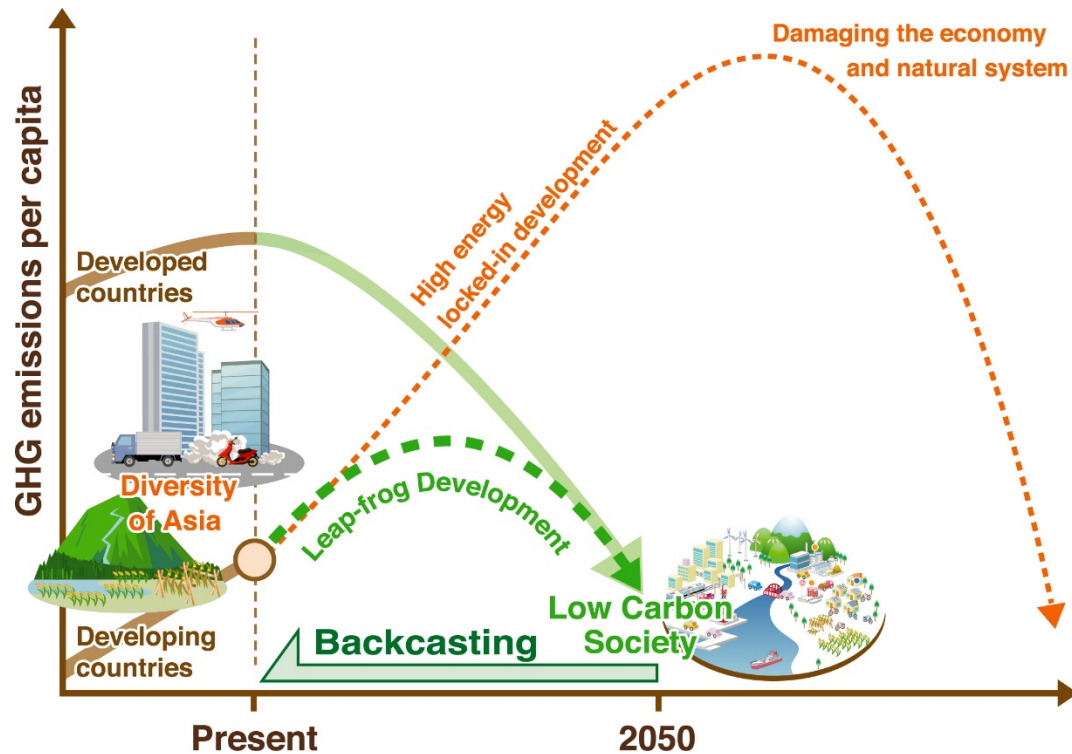 GHG emissions per capita
Damaging the economy
and natural system
High energy
locked-in development
Developed
countries
Diversity
of Asia
Leap-frog Development
Developing
countries
Backcasting
Low Carbon
Society
Present
2050